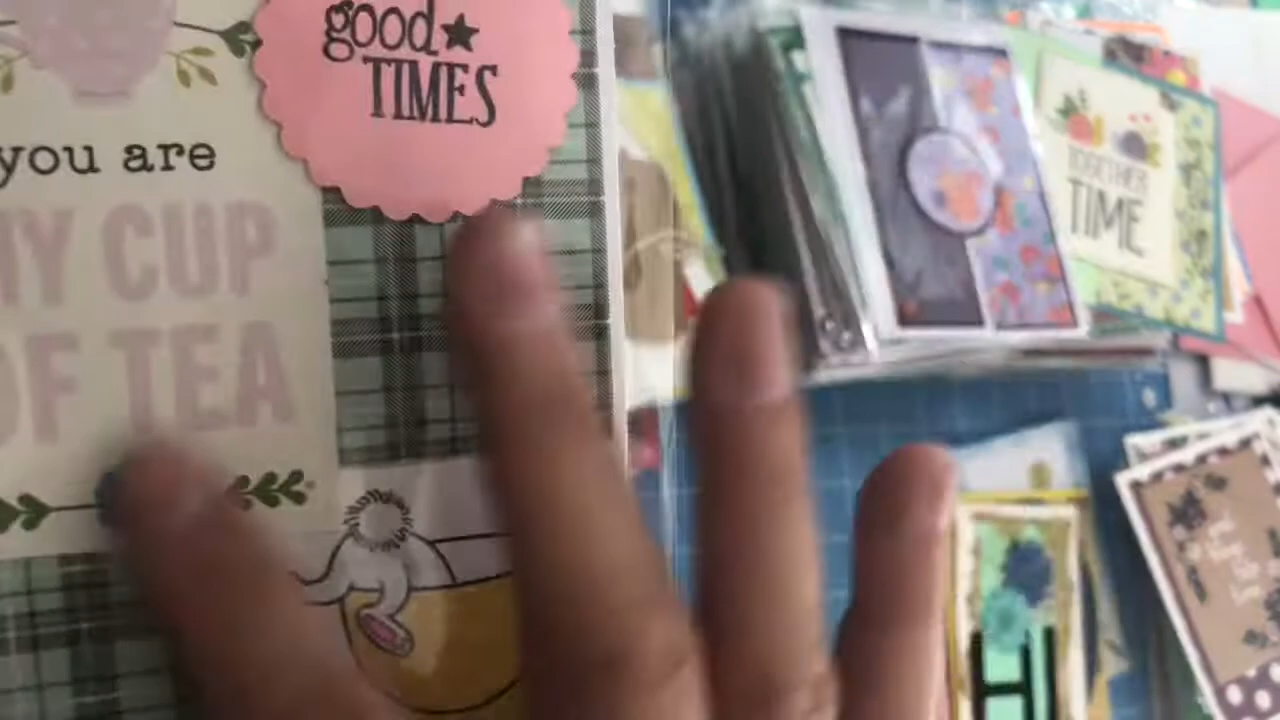 good
TIMES
you are
MY CUP
OF TEA
TOGETHER
TIME
H